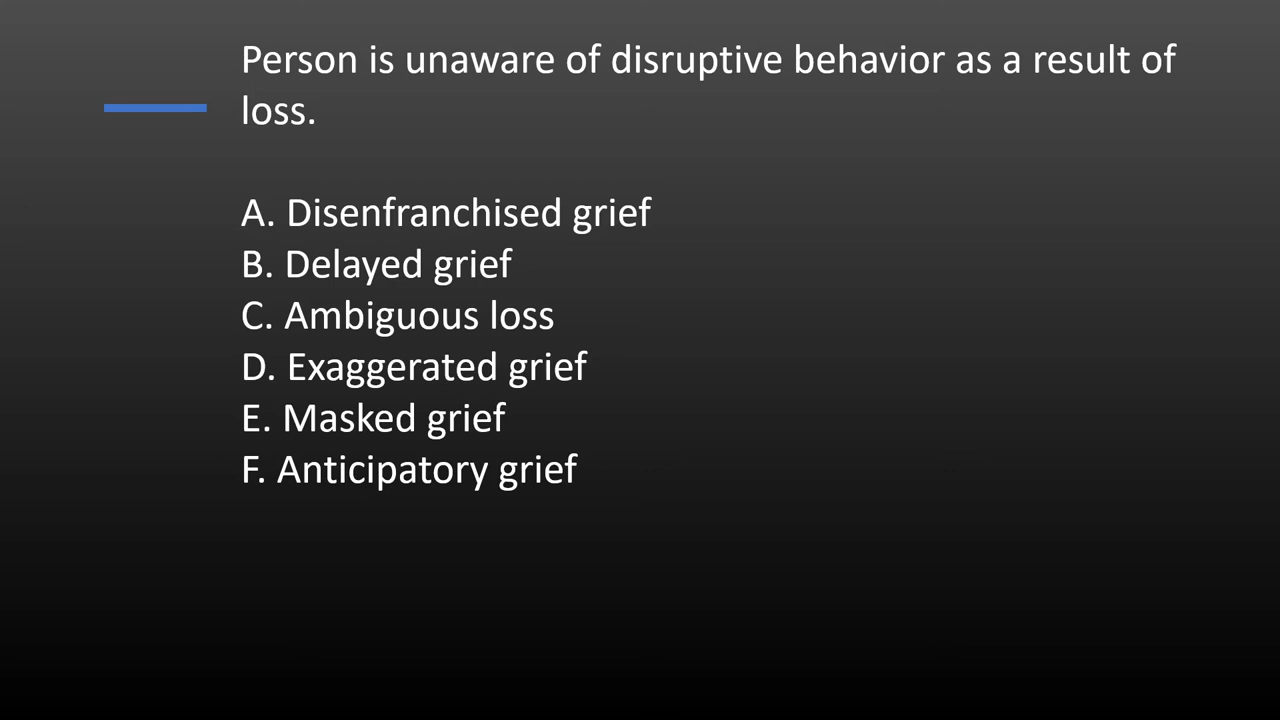 Person is unaware of disruptive behavior as a result of
loss.
A. Disenfranchised grief
B. Delayed grief
C. Ambiguous loss
D. Exaggerated grief
E. Masked grief
F. Anticipatory grief